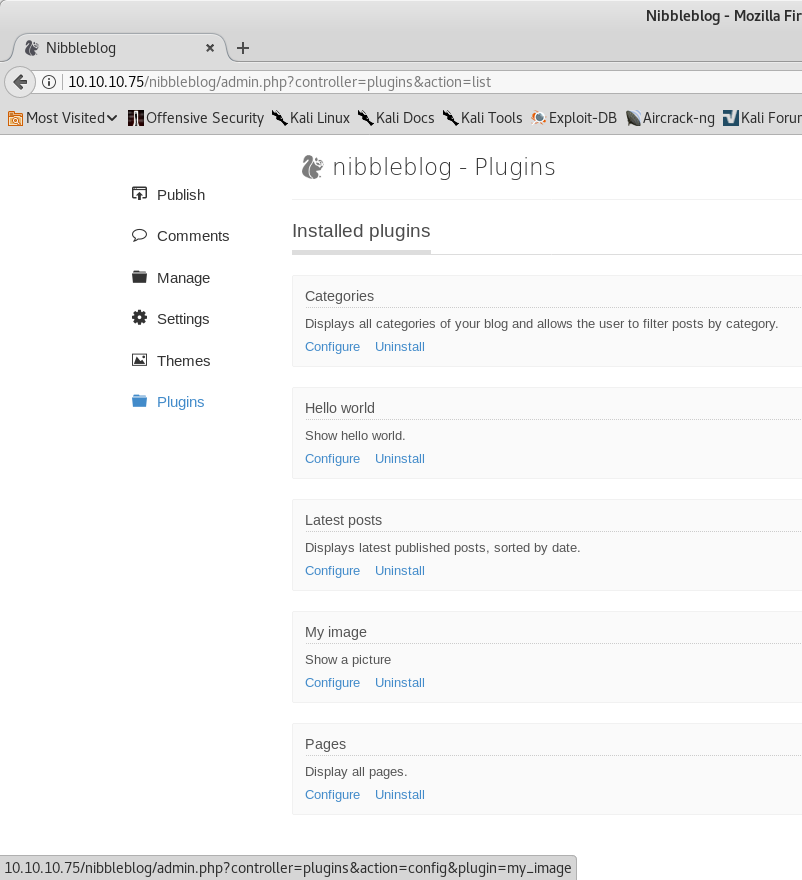 Nibbleblog - Mozilla Fir
Nibbleblog
10.10.10.75/nibbleblog/admin.php?controller=plugins&action=list
Most Visited Offensive Security Kali Linux Kali Docs Kali Tools Exploit-DB Aircrack-ng Kali Forum
nibbleblog - Plugins
Publish
Comments
Manage
Settings
Themes
Plugins
Installed plugins
Categories
Displays all categories of your blog and allows the user to filter posts by category.
Configure Uninstall
Hello world
Show hello world.
Configure Uninstall
Latest posts
Displays latest published posts, sorted by date.
Configure Uninstall
My image
Show a picture
Configure Uninstall
Pages
Display all pages.
Configure Uninstall
10.10.10.75/nibbleblog/admin.php?controller=plugins&action=config&plugin=my_image